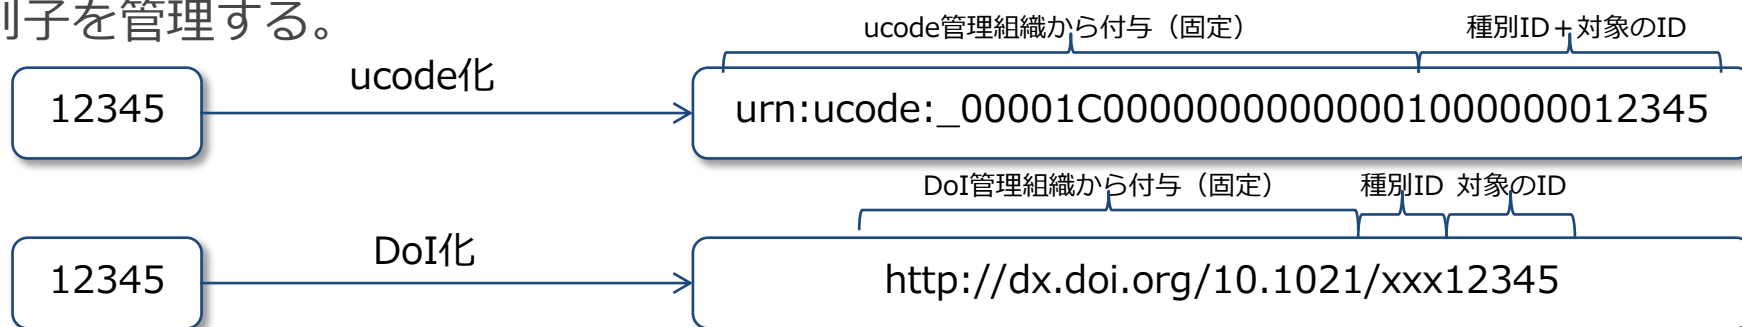 別子を管理する。
ucode管理組織から付与（固定）
種別ID＋対象のID
ucode化
12345
urn:ucode:_00001C00000000000001000000012345
DoI管理組織から付与（固定）
種別ID 対象のID
DoI化
12345
http://dx.doi.org/10.1021/xxx12345